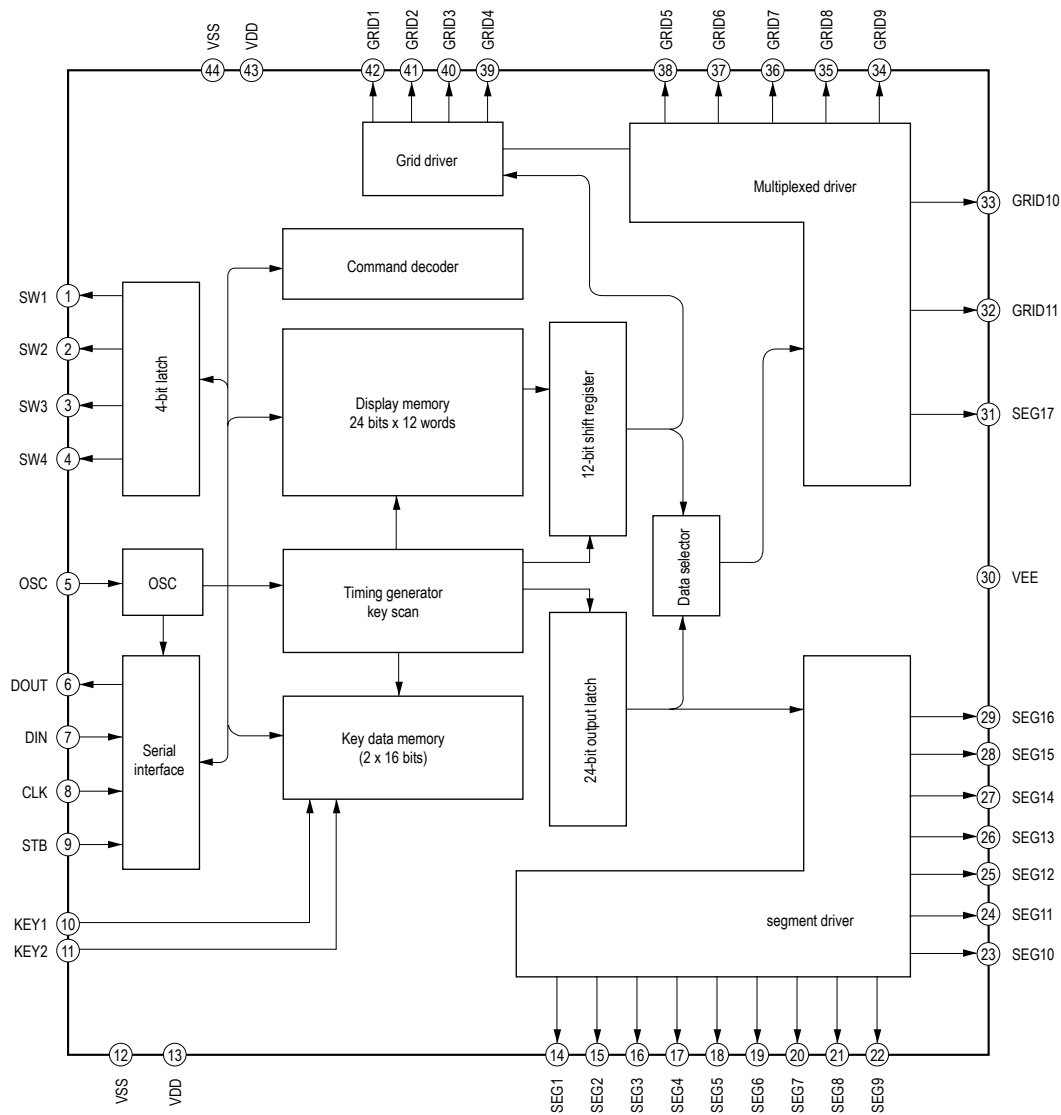 VSS
VDD
GRID1
GRID2
GRID3
GRID4
GRID5
GRID6
GRID7
GRID8
GRID9
44
43
42
41
40
39
38
37
36
35
34
Grid driver
Multiplexed driver
33
GRID10
Command decoder
SW1
1
SW2
2
SW3
3
SW4
4
4-bit latch
Display memory
24 bits x 12 words
12-bit shift register
32
GRID11
31
SEG17
OSC
5
OSC
Timing generator
key scan
Data selector
30
VEE
DOUT
6
DIN
7
CLK
8
STB
9
Serial
interface
Key data memory
(2 x 16 bits)
24-bit output latch
29
SEG16
28
SEG15
27
SEG14
26
SEG13
25
SEG12
24
SEG11
23
SEG10
KEY1
10
KEY2
11
segment driver
12
13
14
15
16
17
18
19
20
21
22
VSS
VDD
SEG1
SEG2
SEG3
SEG4
SEG5
SEG6
SEG7
SEG8
SEG9